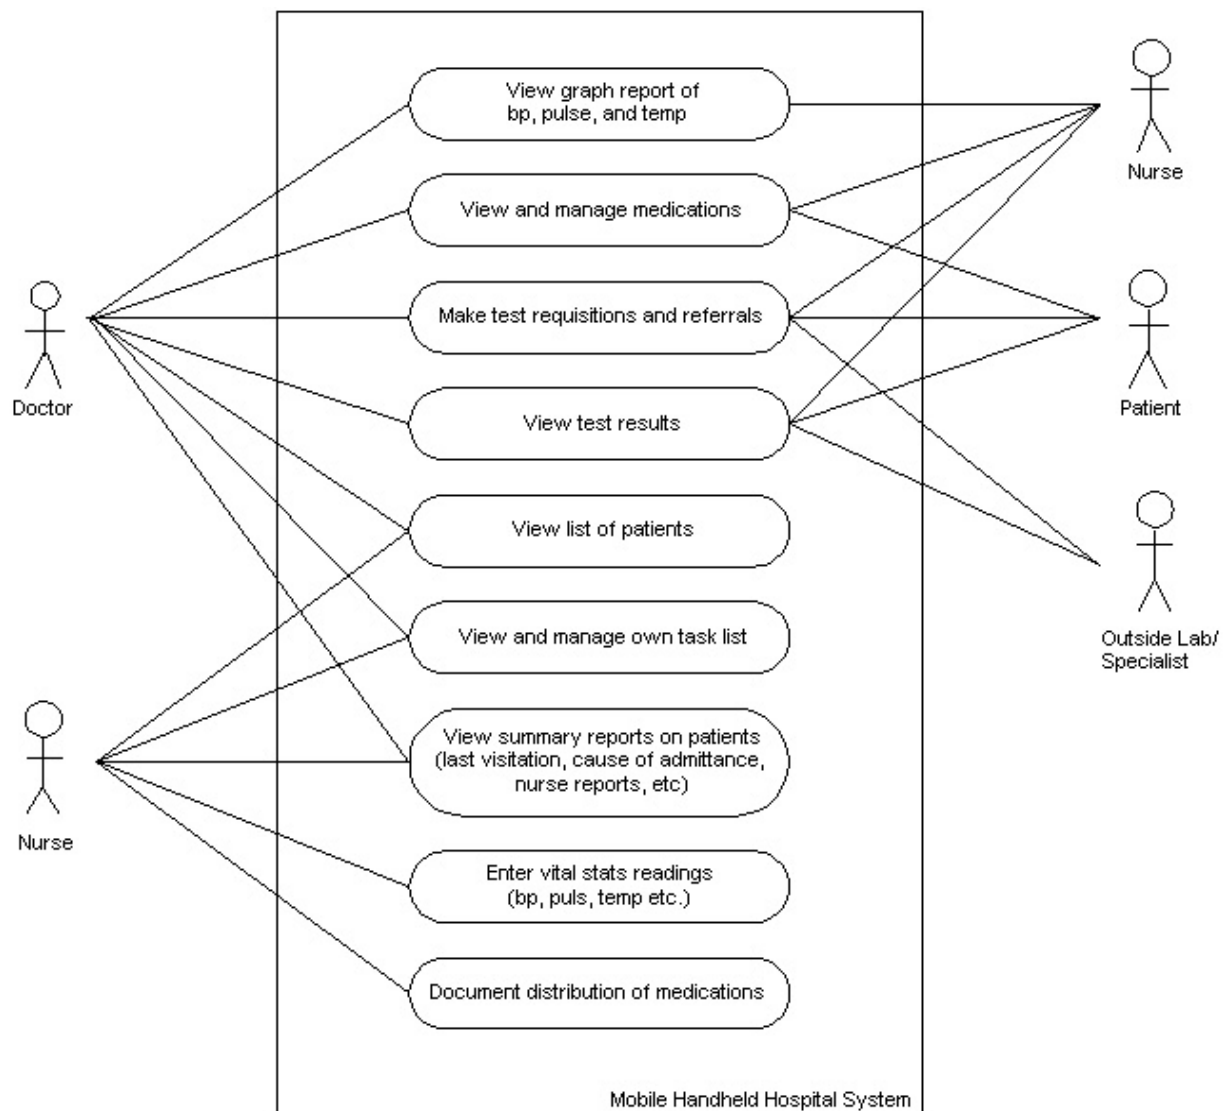 View graph report of
bp, pulse, and temp
Nurse
View and manage medications
Make test requisitions and referrals
Doctor
Patient
View test results
View list of patients
View and manage own task list
Outside Lab/
Specialist
View summary reports on patients
(last visitation, cause of admittance,
nurse reports, etc)
Nurse
Enter vital stats readings
(bp, puls, temp etc.)
Document distribution of medications
Mobile Handheld Hospital System